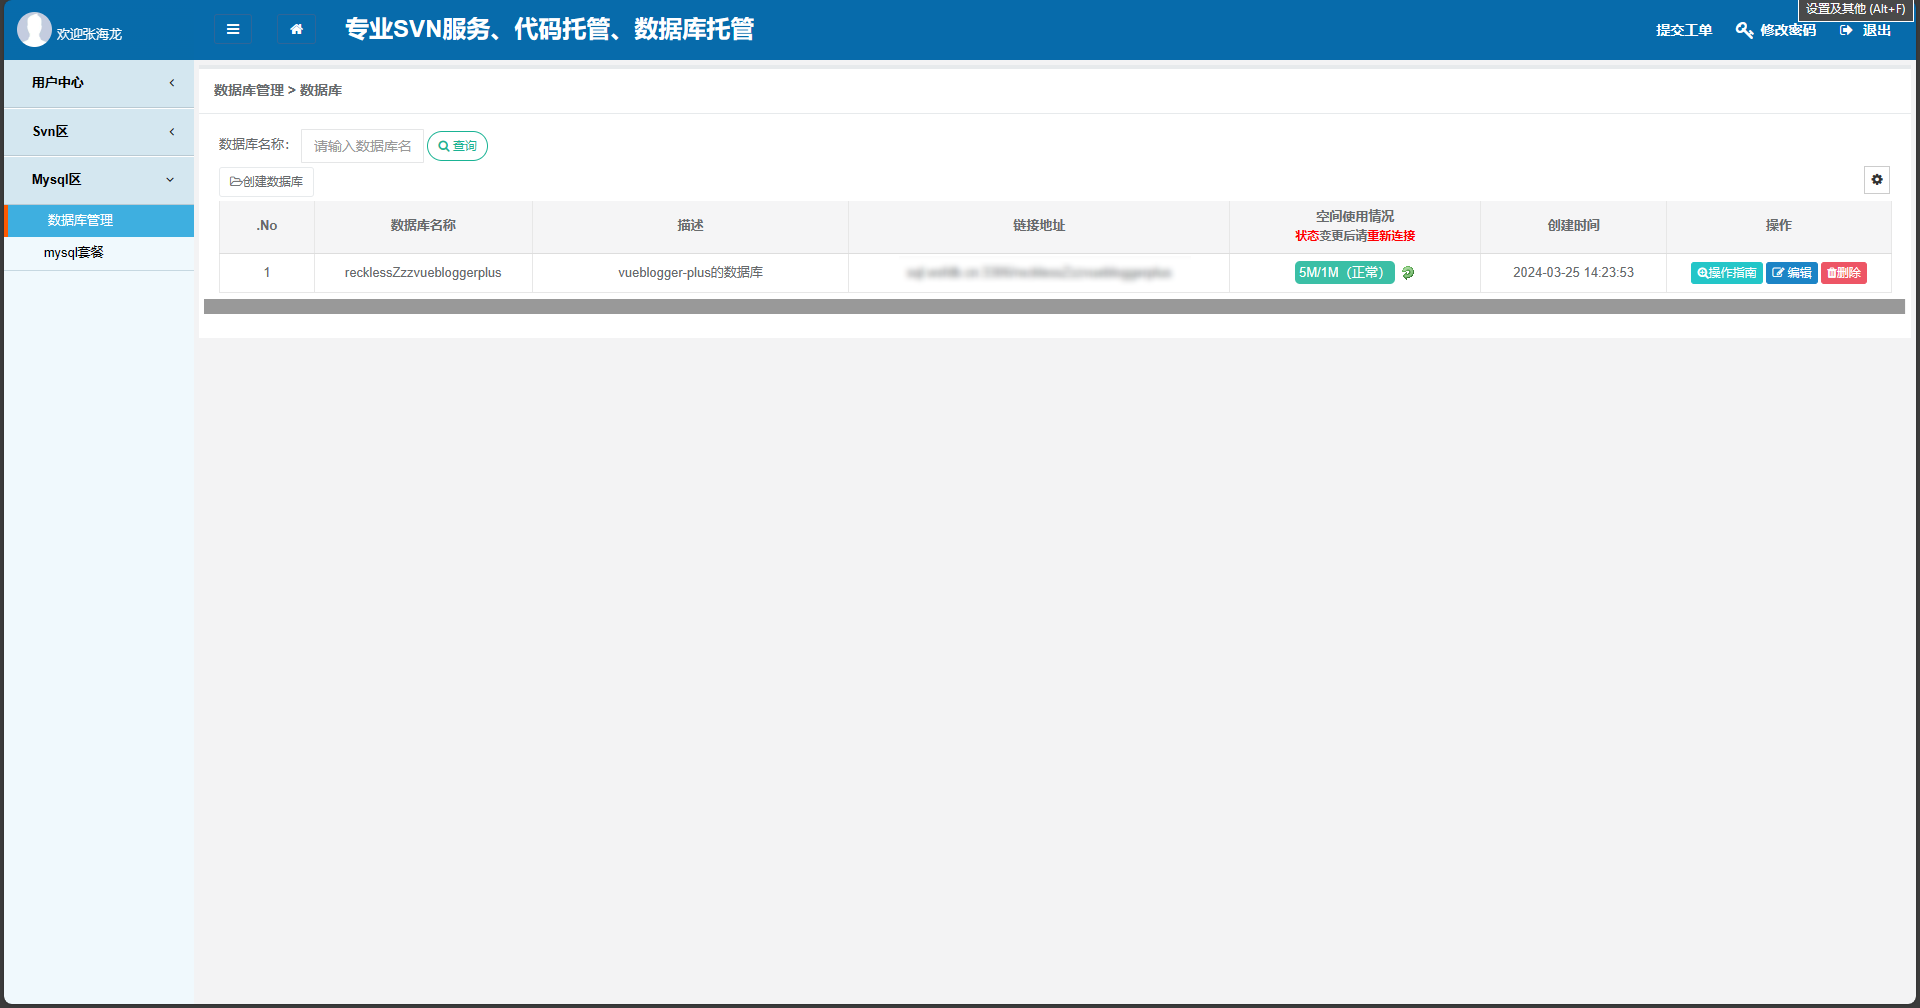 欢迎张海龙
专业SVN服务、代码托管、数据库托管
设置及其他 (Alt+F)
提交工单
修改密码
退出
用户中心
Svn区
Mysql区
数据库管理
mysql套餐
数据库管理 > 数据库
数据库名称：
请输入数据库名
查询
创建数据库
.No
数据库名称
描述
链接地址
空间使用情况
状态变更后请重新连接
创建时间
操作
1
recklessZzzvuebloggerplus
vueblogger-plus的数据库
5M/1M（正常）
2024-03-25 14:23:53
操作指南
编辑
删除